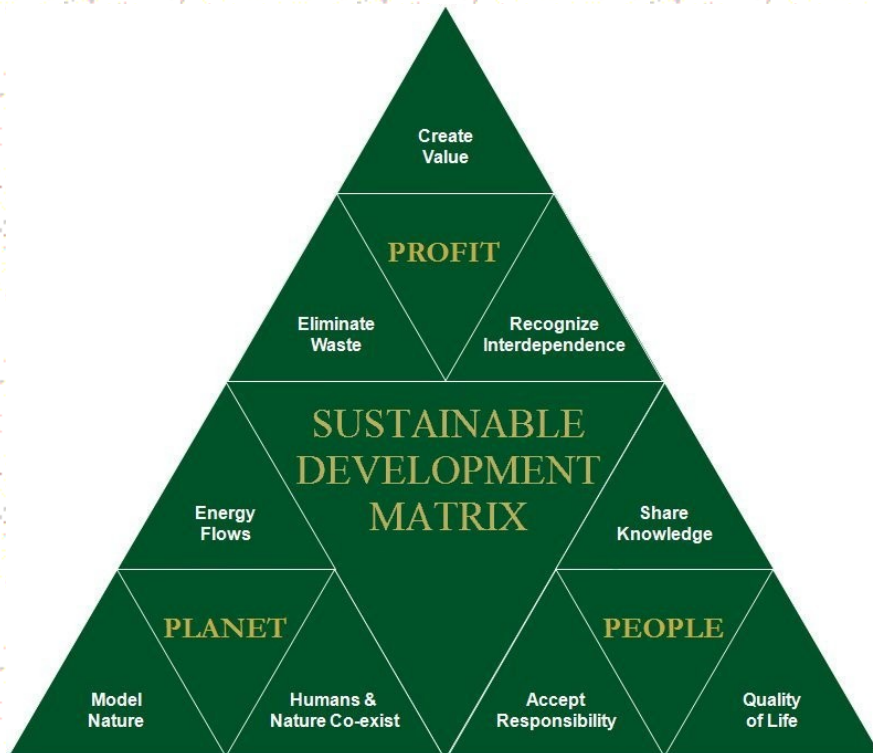 Create
Value
PROFIT
Eliminate
Waste
Recognize
Interdependence
SUSTAINABLE
DEVELOPMENT
MATRIX
Energy
Flows
Share
Knowledge
PLANET
PEOPLE
Model
Nature
Humans &
Nature Co-exist
Accept
Responsibility
Quality
of Life